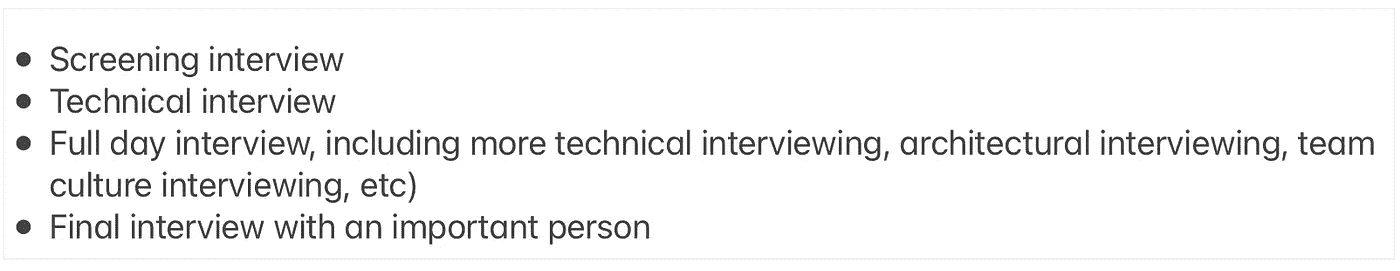 • Screening interview
• Technical interview
• Full day interview, including more technical interviewing, architectural interviewing, team
culture interviewing, etc)
• Final interview with an important person